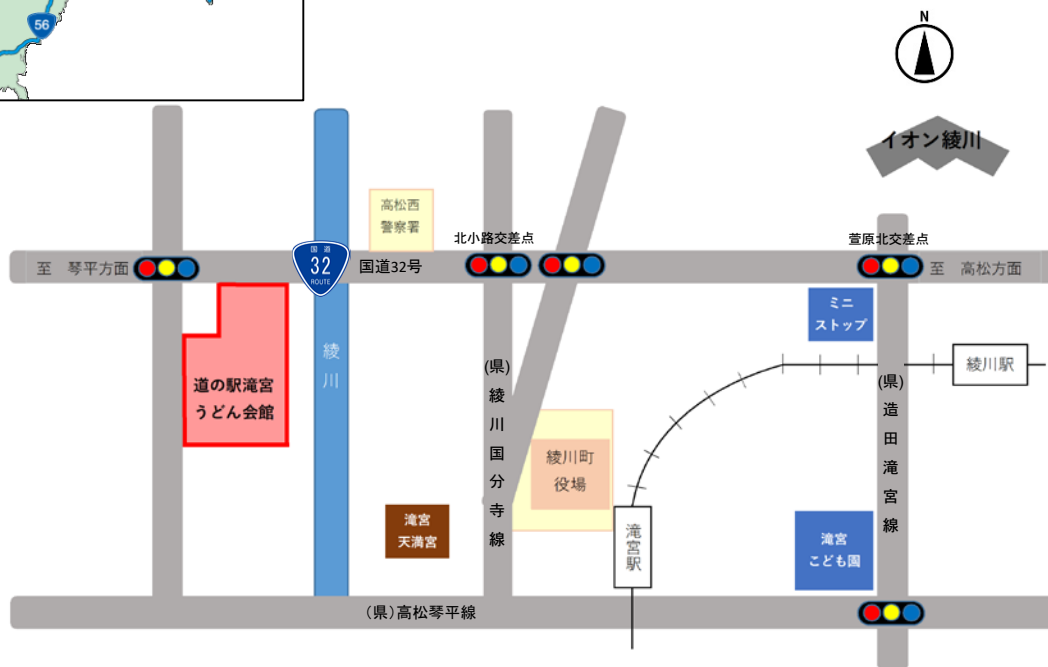 56
N
イオン綾川
高松西
警察署
北小路交差点
萱原北交差点
至 琴平方面
国道
32
ROUTE
国道32号
至 高松方面
ミニ
ストップ
綾川
綾川駅
道の駅滝宮
うどん会館
(県)綾川国分寺線
(県)造田滝宮線
綾川町
役場
滝宮
天満宮
滝宮駅
滝宮
こども園
(県)高松琴平線